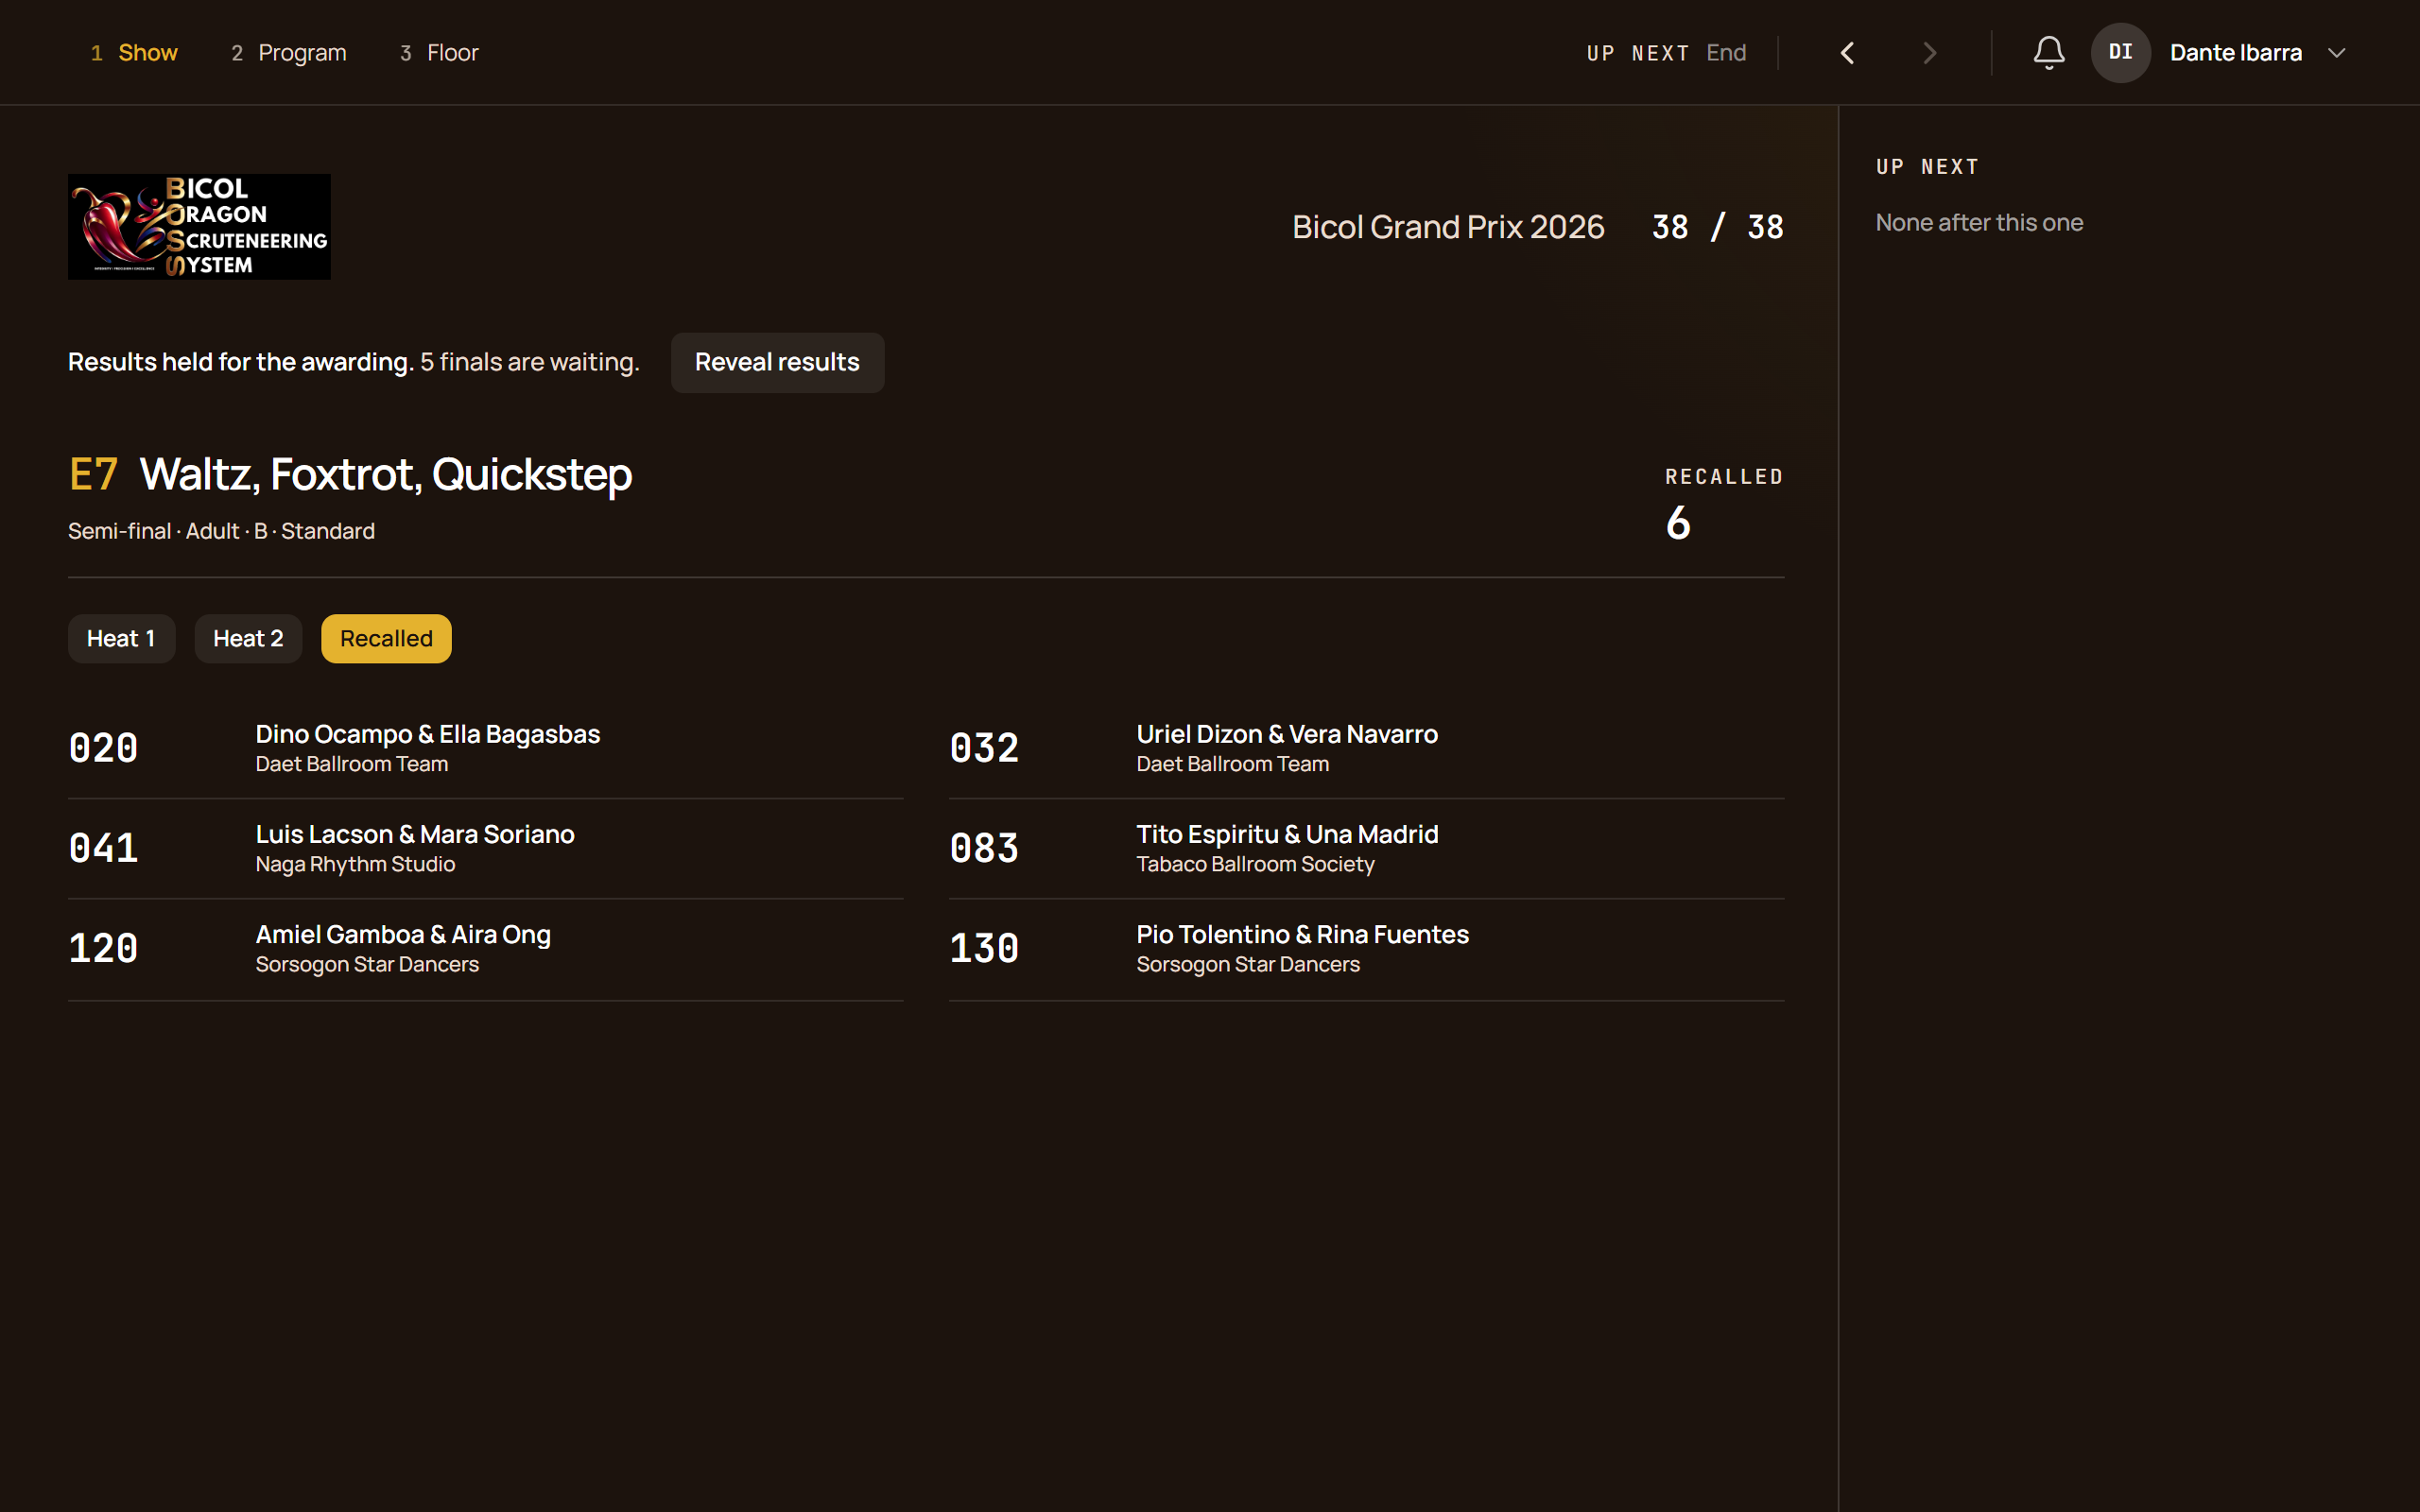 1 Show 2 Program 3 Floor UP NEXT End DI Dante Ibarra
BICOL
DRAGON
SCRUTENEERING
SYSTEM
Bicol Grand Prix 2026 38 / 38
UP NEXT
None after this one
Results held for the awarding. 5 finals are waiting. Reveal results
E7 Waltz, Foxtrot, Quickstep
Semi-final · Adult · B · Standard
RECALLED
6
Heat 1 Heat 2 Recalled
020 Dino Ocampo & Ella Bagasbas
Daet Ballroom Team
032 Uriel Dizon & Vera Navarro
Daet Ballroom Team
041 Luis Lacson & Mara Soriano
Naga Rhythm Studio
083 Tito Espiritu & Una Madrid
Tabaco Ballroom Society
120 Amiel Gamboa & Aira Ong
Sorsogon Star Dancers
130 Pio Tolentino & Rina Fuentes
Sorsogon Star Dancers